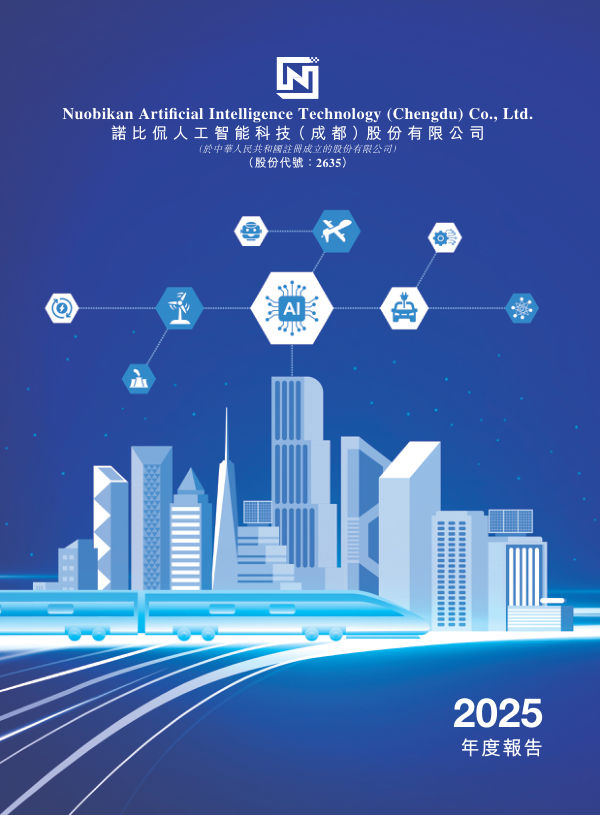 N
Nuobikan Artificial Intelligence Technology (Chengdu) Co., Ltd.
諾比侃人工智能科技(成都)股份有限公司
(於中華人民共和國註冊成立的股份有限公司)
(股份代號：2635)
AI
2025
年度報告